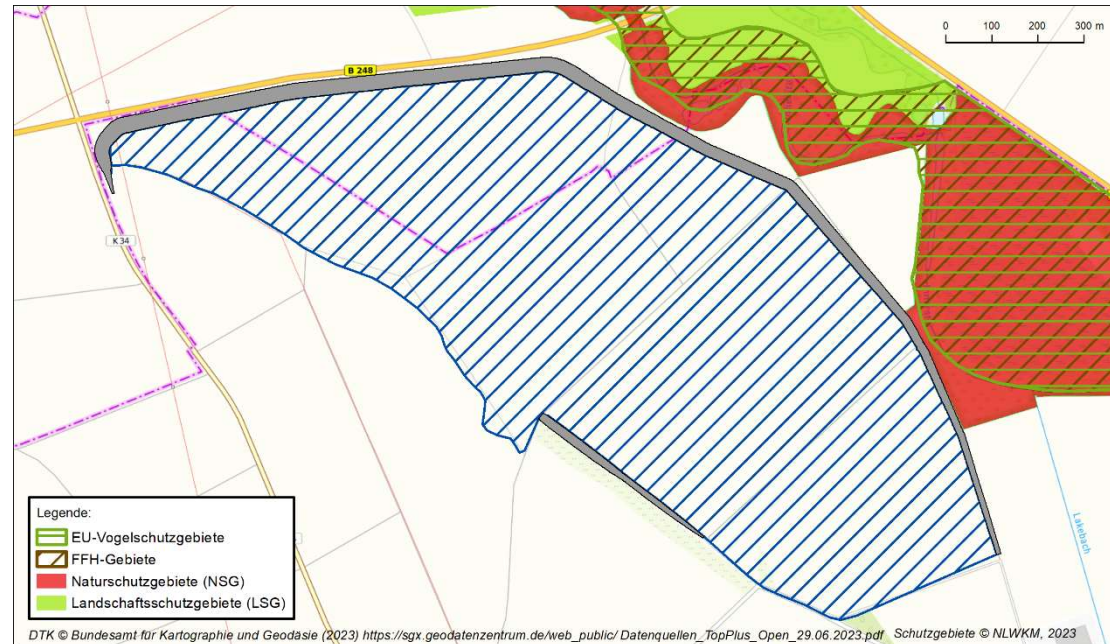 0 100 200 300 m
B 248
K 34
Lakebach
Legende:
EU-Vogelschutzgebiete
FFH-Gebiete
Naturschutzgebiete (NSG)
Landschaftsschutzgebiete (LSG)
DTK © Bundesamt für Kartographie und Geodäsie (2023) https://sgx.geodatenzentrum.de/web_public/ Datenquellen_TopPlus_Open_29.06.2023.pdf Schutzgebiete © NLWKM, 2023